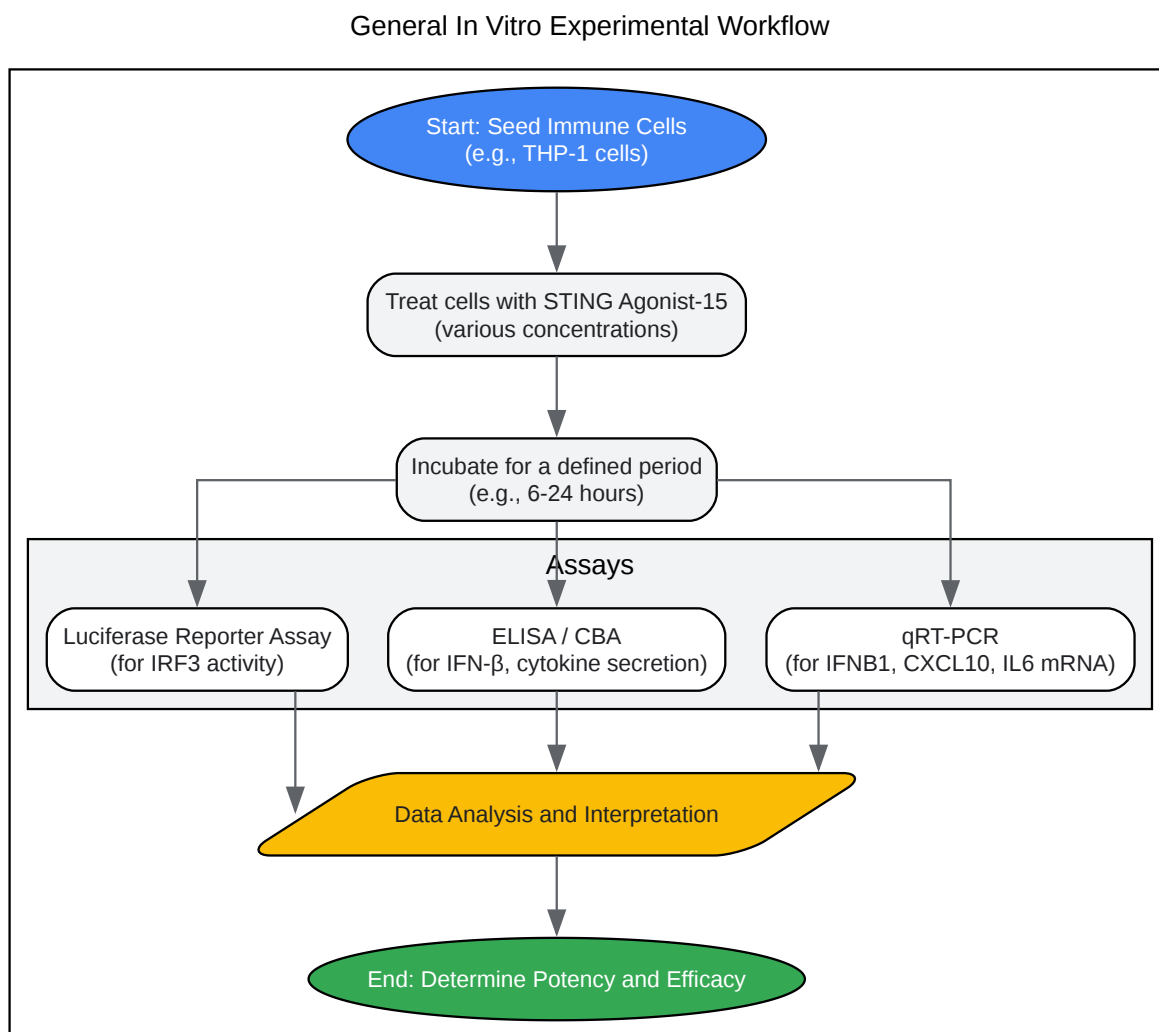 General In Vitro Experimental Workflow
Start: Seed Immune Cells
(e.g., THP-1 cells)
Treat cells with STING Agonist-15
(various concentrations)
Incubate for a defined period
(e.g., 6-24 hours)
Assays
Luciferase Reporter Assay
(for IRF3 activity)
ELISA / CBA
(for IFN-β, cytokine secretion)
qRT-PCR
(for IFNB1, CXCL10, IL6 mRNA)
Data Analysis and Interpretation
End: Determine Potency and Efficacy